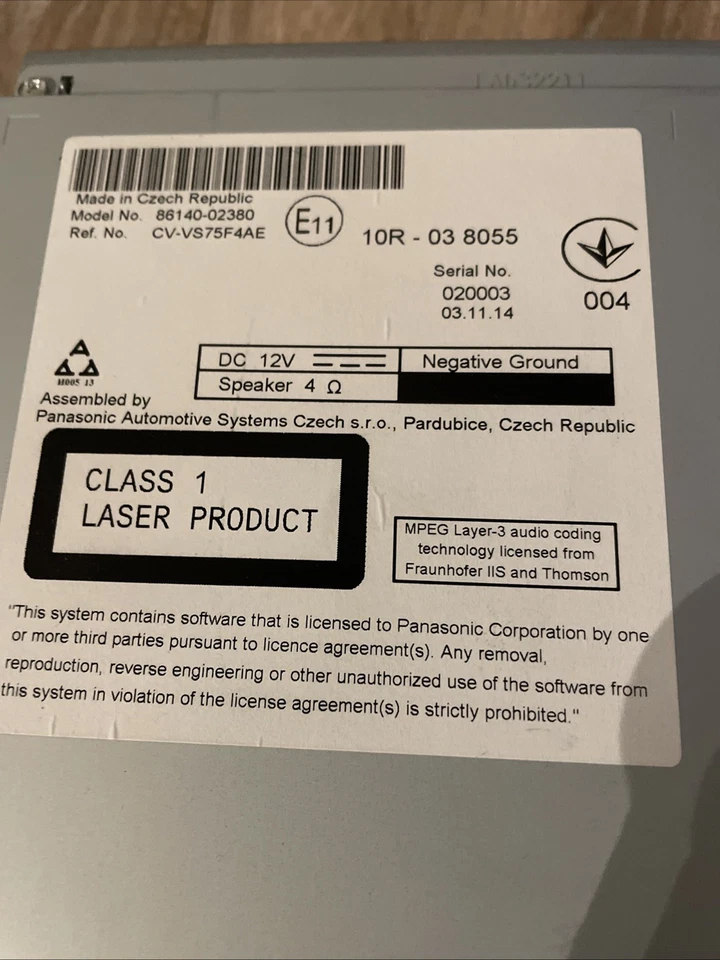 Made in Czech Republic
Model No. 86140-02380
Ref. No. CV-VS75F4AE
E11
10R - 03 8055
Serial No.
020003
03.11.14
004
M005 13
DC 12V
Negative Ground
Speaker 4 Ω
Assembled by
Panasonic Automotive Systems Czech s.r.o., Pardubice, Czech Republic
CLASS 1
LASER PRODUCT
MPEG Layer-3 audio coding
technology licensed from
Fraunhofer IIS and Thomson
"This system contains software that is licensed to Panasonic Corporation by one
or more third parties pursuant to licence agreement(s). Any removal,
reproduction, reverse engineering or other unauthorized use of the software from
this system in violation of the license agreement(s) is strictly prohibited."